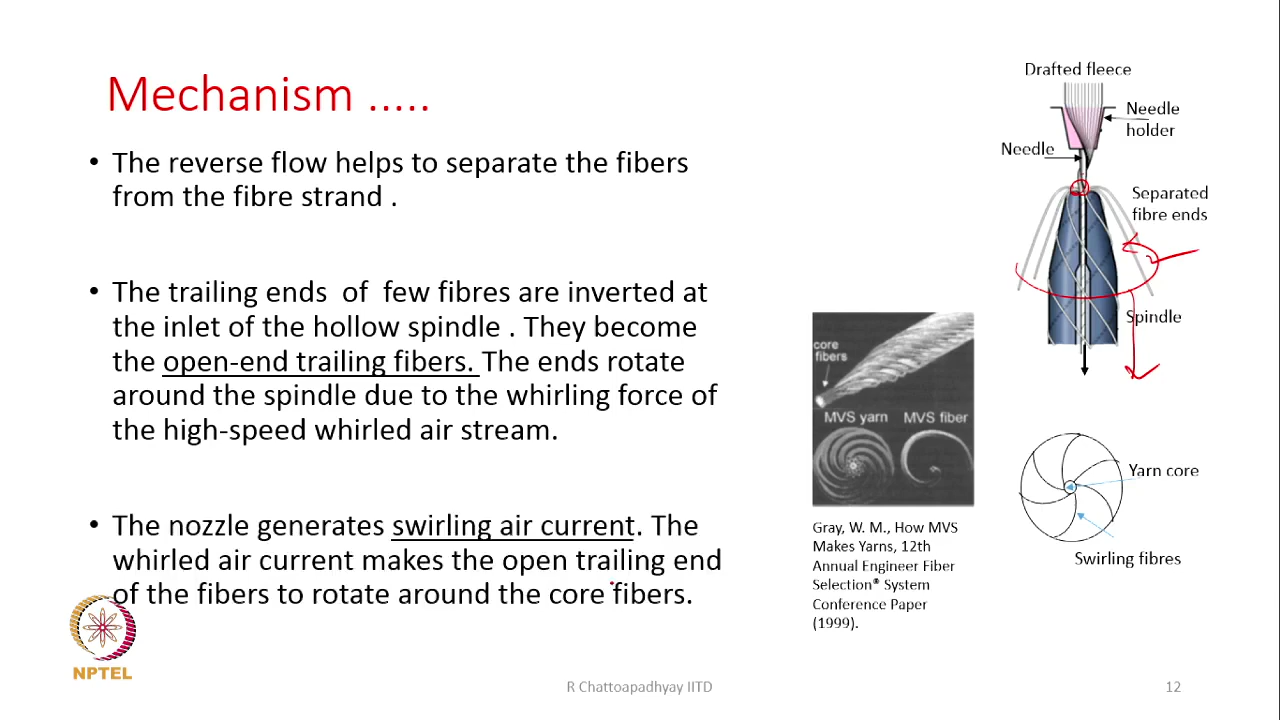 Mechanism .....
• The reverse flow helps to separate the fibers
from the fibre strand .
• The trailing ends of few fibres are inverted at
the inlet of the hollow spindle . They become
the open-end trailing fibers. The ends rotate
around the spindle due to the whirling force of
the high-speed whirled air stream.
• The nozzle generates swirling air current. The
whirled air current makes the open trailing end
of the fibers to rotate around the core fibers.
Drafted fleece
Needle
holder
Needle
Separated
fibre ends
Spindle
core
fibers
MVS yarn MVS fiber
Yarn core
Swirling fibres
Gray, W. M., How MVS
Makes Yarns, 12th
Annual Engineer Fiber
Selection® System
Conference Paper
(1999).
NPTEL
R Chattoapadhyay IITD
12